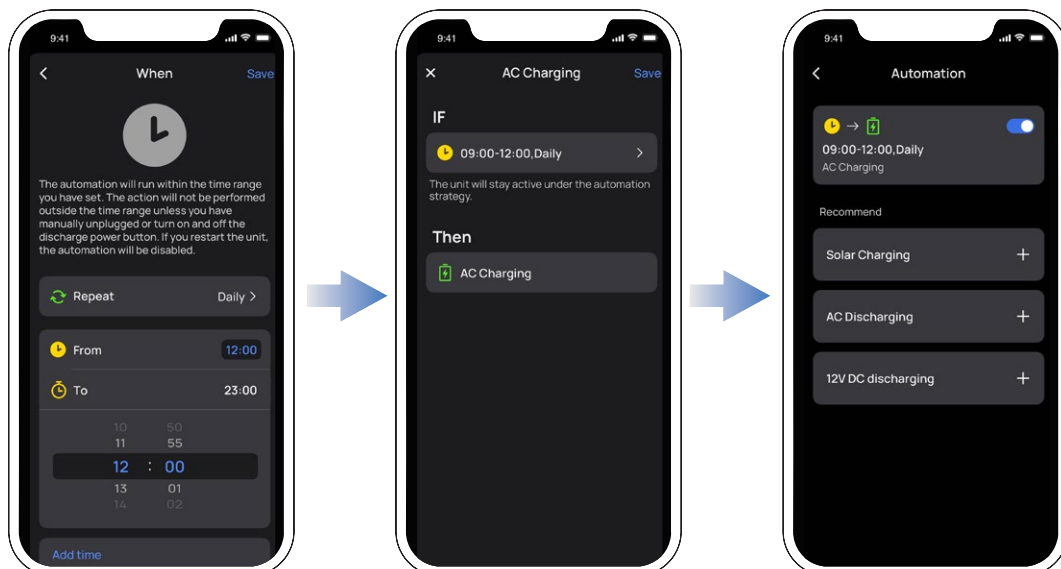 9:41
When
Save
The automation will run within the time range
you have set. The action will not be performed
outside the time range unless you have
manually unplugged or turn on and off the
discharge power button. If you restart the unit,
the automation will be disabled.
Repeat
Daily >
From
12:00
To
23:00
10 50
11 55
12 : 00
13 01
14 02
Add time
9:41
AC Charging
Save
IF
09:00-12:00,Daily
The unit will stay active under the automation
strategy.
Then
AC Charging
9:41
Automation
09:00-12:00,Daily
AC Charging
Recommend
Solar Charging
AC Discharging
12V DC discharging